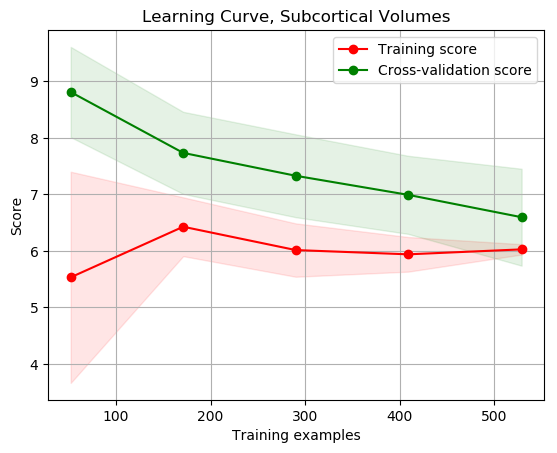 Learning Curve, Subcortical Volumes
Training score
Cross-validation score
9
8
7
6
5
4
Score
100
200
300
400
500
Training examples